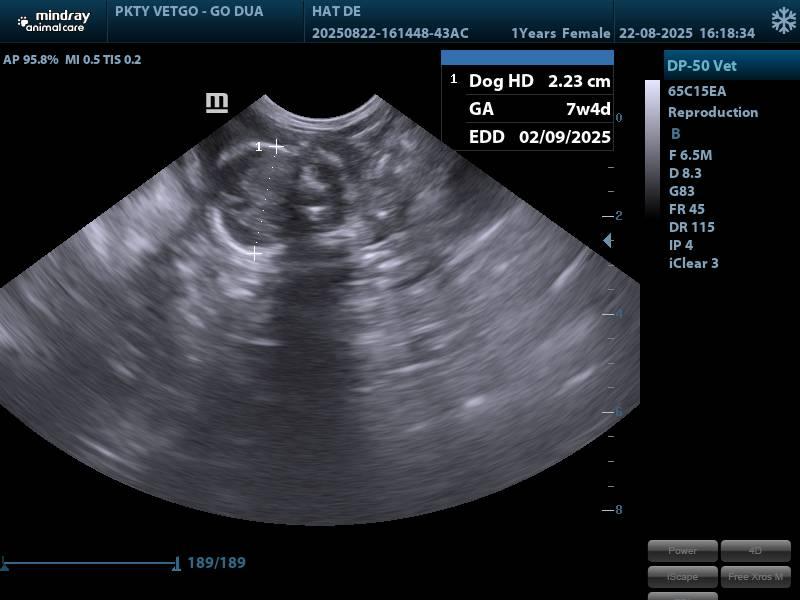 mindray
animal care
PKTY VETGO - GO DUA
HAT DE
20250822-161448-43AC
1Years Female
22-08-2025 16:18:34
AP 95.8% MI 0.5 TIS 0.2
m
1 Dog HD 2.23 cm
GA 7w4d
EDD 02/09/2025
1
0
2
4
6
8
DP-50 Vet
65C15EA
Reproduction
B
F 6.5M
D 8.3
G83
FR 45
DR 115
IP 4
iClear 3
189/189
Power
4D
iScape
Free Xros M